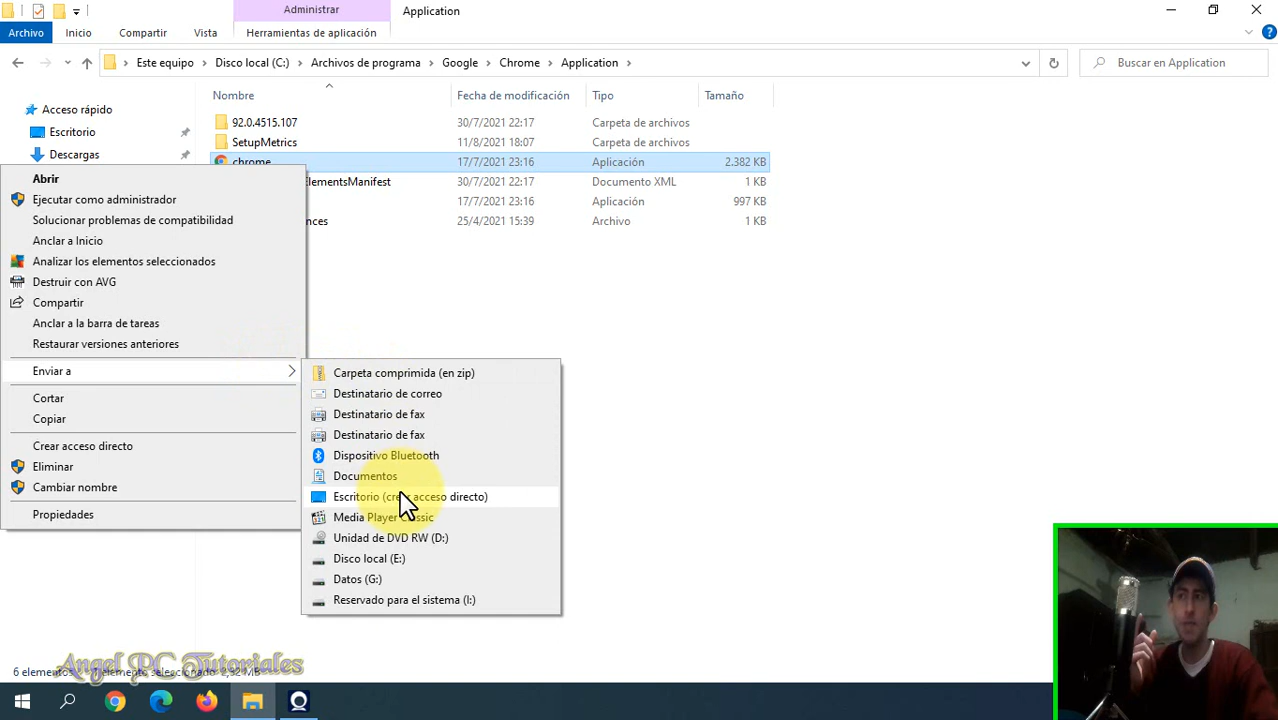 Administrar
Application
Archivo
Inicio
Compartir
Vista
Herramientas de aplicación
Este equipo
Disco local (C:)
Archivos de programa
Google
Chrome
Application
Buscar en Application
Acceso rápido
Escritorio
Descargas
Nombre
Fecha de modificación
Tipo
Tamaño
92.0.4515.107
30/7/2021 22:17
Carpeta de archivos
SetupMetrics
11/8/2021 18:07
Carpeta de archivos
chrome
17/7/2021 23:16
Aplicación
2.382 KB
ElementsManifest
30/7/2021 22:17
Documento XML
1 KB
17/7/2021 23:16
Aplicación
997 KB
nces
25/4/2021 15:39
Archivo
1 KB
Abrir
Ejecutar como administrador
Solucionar problemas de compatibilidad
Anclar a Inicio
Analizar los elementos seleccionados
Destruir con AVG
Compartir
Anclar a la barra de tareas
Restaurar versiones anteriores
Enviar a
Cortar
Copiar
Crear acceso directo
Eliminar
Cambiar nombre
Propiedades
Carpeta comprimida (en zip)
Destinatario de correo
Destinatario de fax
Destinatario de fax
Dispositivo Bluetooth
Documentos
Escritorio (crear acceso directo)
Media Player Classic
Unidad de DVD RW (D:)
Disco local (E:)
Datos (G:)
Reservado para el sistema (I:)
6 elementos
1 elemento seleccionado: 2,32 MB
Angel PC Tutoriales